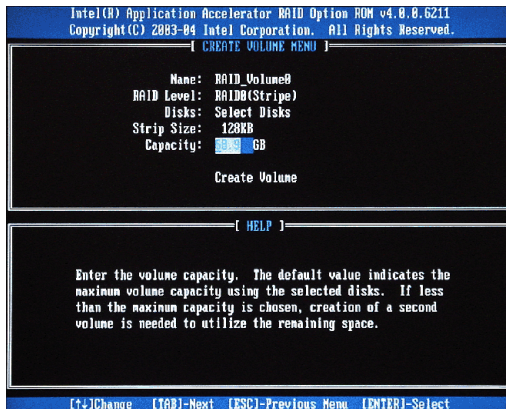 Intel(R) Application Accelerator RAID Option ROM v4.0.0.6211
Copyright(C) 2003-04 Intel Corporation. All Rights Reserved.
[ CREATE VOLUME MENU ]
Name: RAID_Volume0
RAID Level: RAID0(Stripe)
Disks: Select Disks
Strip Size: 128KB
Capacity: GB
Create Volume
[ HELP ]
Enter the volume capacity. The default value indicates the
maximum volume capacity using the selected disks. If less
than the maximum capacity is chosen, creation of a second
volume is needed to utilize the remaining space.
[↑↓]Change [TAB]-Next [ESC]-Previous Menu [ENTER]-Select